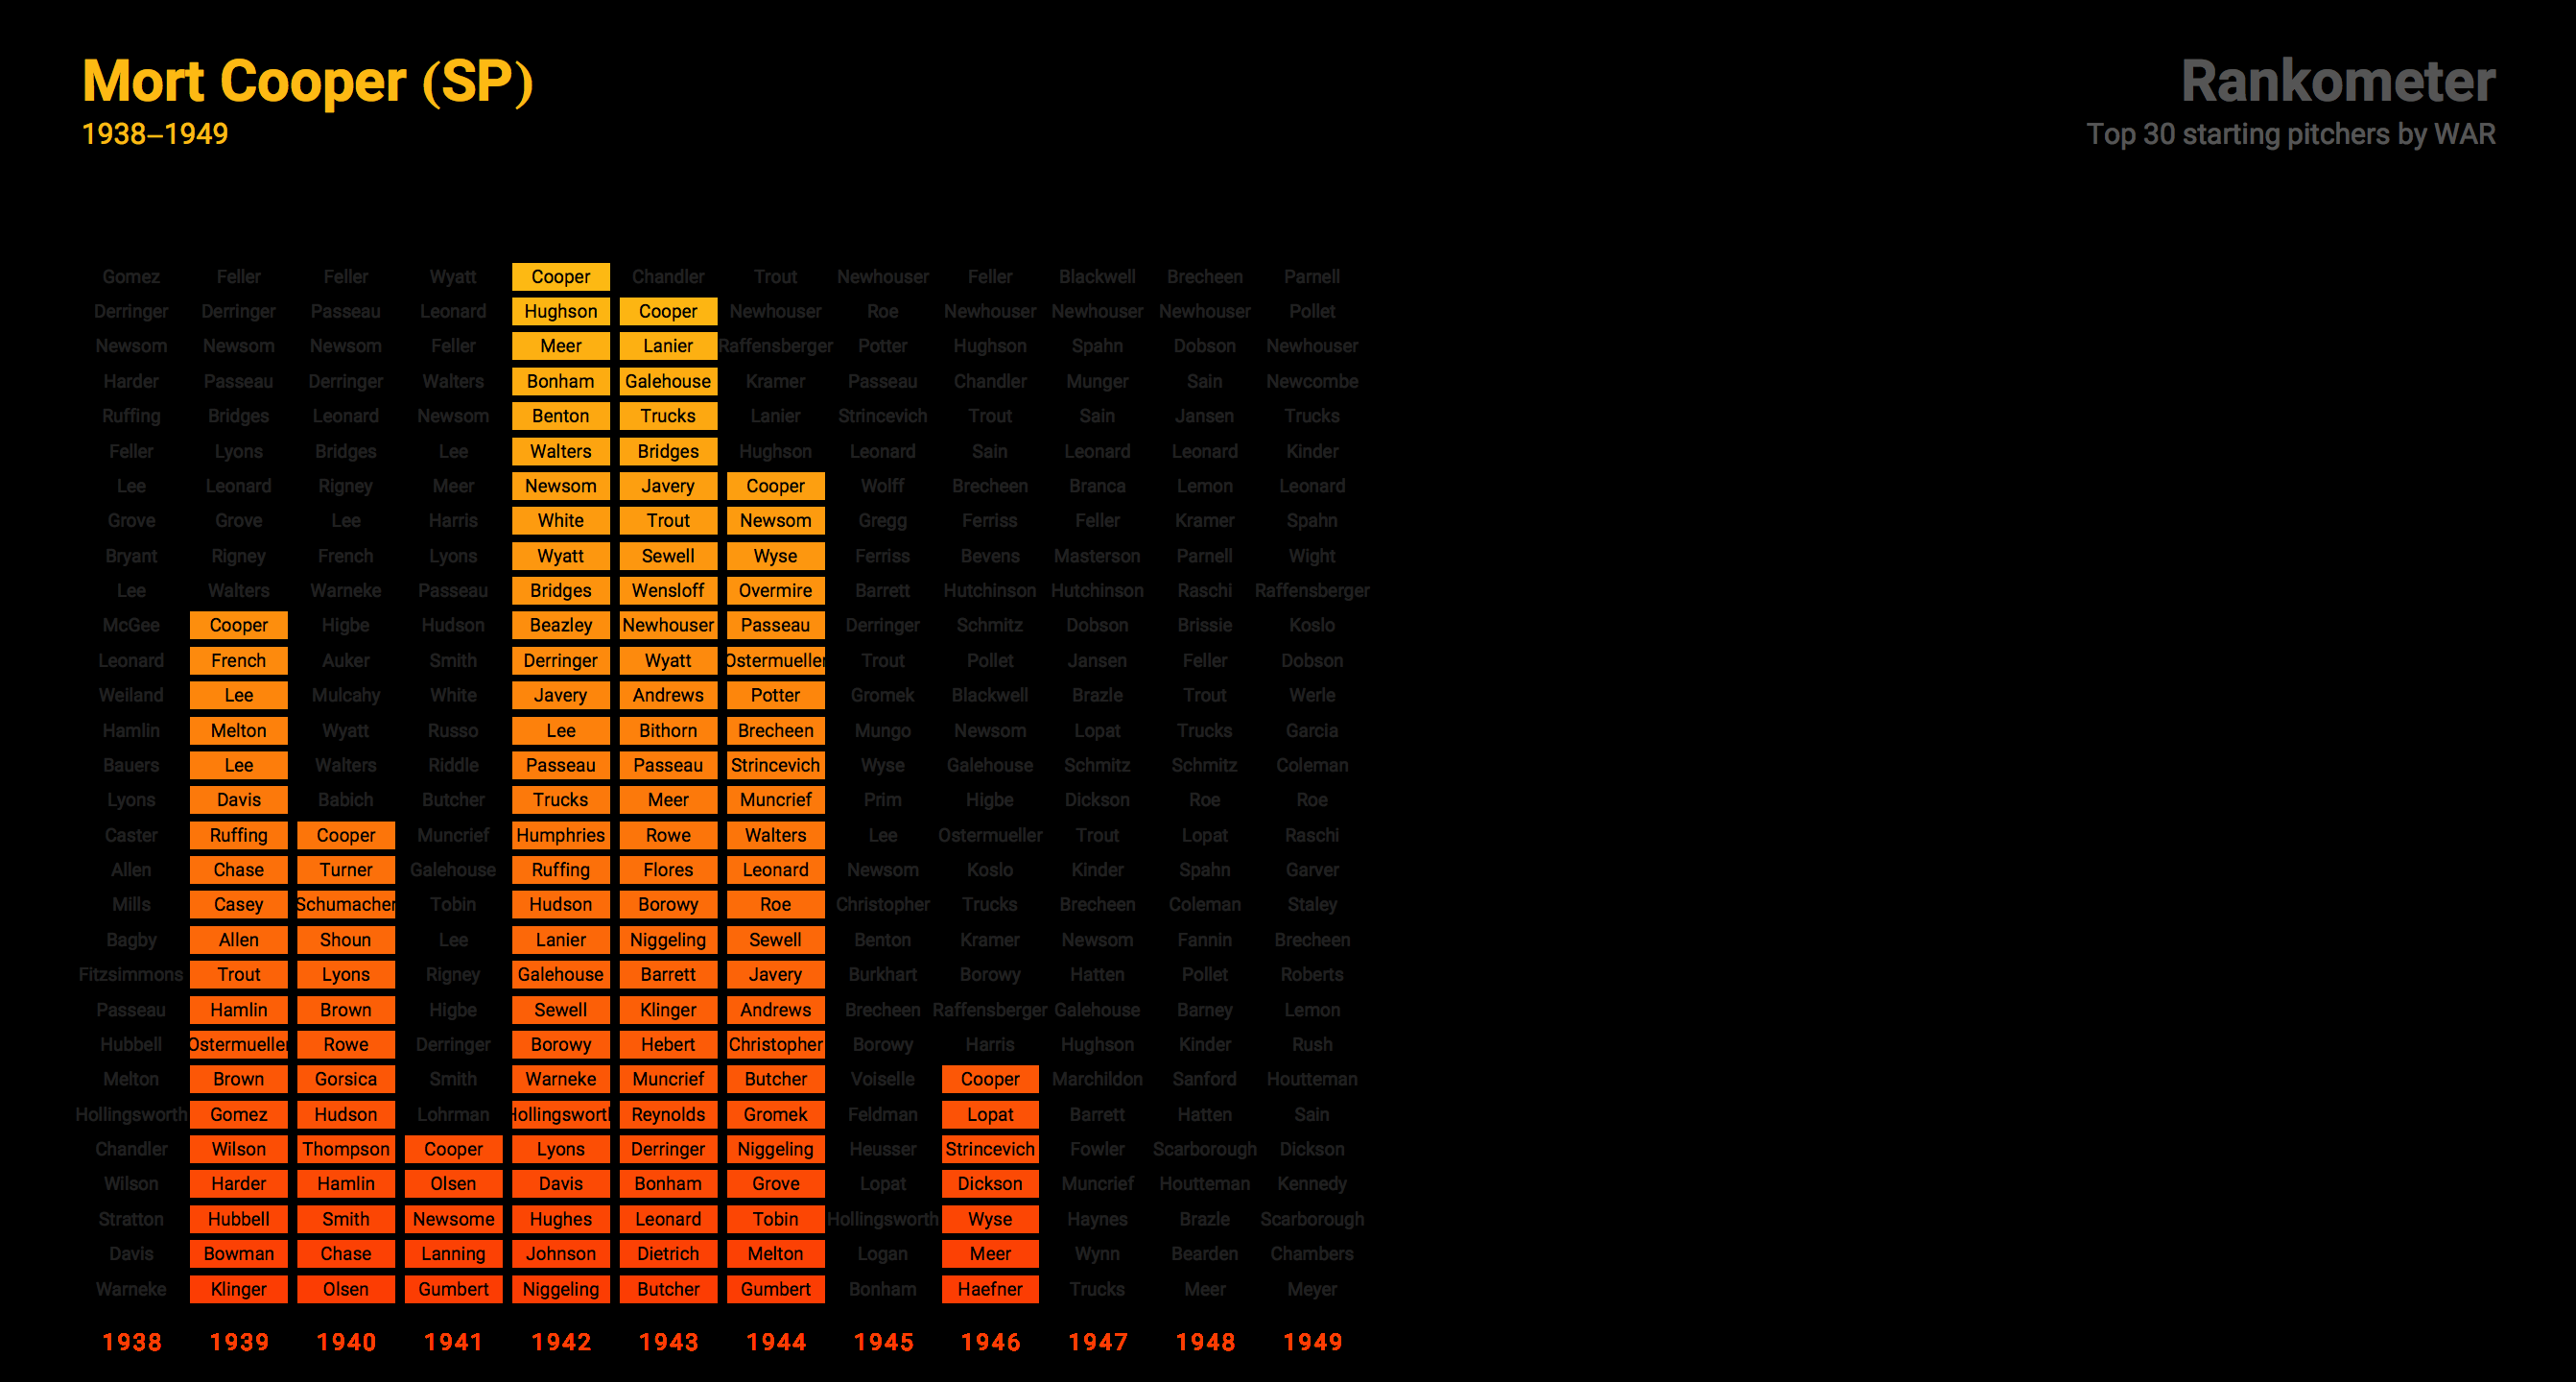 Mort Cooper (SP)
1938–1949
Rankometer
Top 30 starting pitchers by WAR
Gomez Feller Feller Wyatt Cooper Chandler Trout Newhouser Feller Blackwell Brecheen Parnell
Derringer Derringer Passeau Leonard Hughson Cooper Newhouser Roe Newhouser Newhouser Newhouser Pollet
Newsom Newsom Newsom Feller Meer Lanier Raffensberger Potter Hughson Spahn Dobson Newhouser
Harder Passeau Derringer Walters Bonham Galehouse Kramer Passeau Chandler Munger Sain Newcombe
Ruffing Bridges Leonard Newsom Benton Trucks Lanier Strincevich Trout Sain Jansen Trucks
Feller Lyons Bridges Lee Walters Bridges Hughson Leonard Sain Leonard Leonard Kinder
Lee Leonard Rigney Meer Newsom Javery Cooper Wolff Brecheen Branca Lemon Leonard
Grove Grove Lee Harris White Trout Newsom Gregg Ferriss Feller Kramer Spahn
Bryant Rigney French Lyons Wyatt Sewell Wyse Ferriss Bevens Masterson Parnell Wight
Lee Walters Warneke Passeau Bridges Wensloff Overmire Barrett Hutchinson Hutchinson Raschi Raffensberger
McGee Cooper Higbe Hudson Beazley Newhouser Passeau Derringer Schmitz Dobson Brissie Koslo
Leonard French Auker Smith Derringer Wyatt Ostermueller Trout Pollet Jansen Feller Dobson
Weiland Lee Mulcahy White Javery Andrews Potter Gromek Blackwell Brazle Trout Werle
Hamlin Melton Wyatt Russo Lee Bithorn Brecheen Mungo Newsom Lopat Trucks Garcia
Bauers Lee Walters Riddle Passeau Passeau Strincevich Wyse Galehouse Schmitz Schmitz Coleman
Lyons Davis Babich Butcher Trucks Meer Muncrief Prim Higbe Dickson Roe Roe
Caster Ruffing Cooper Muncrief Humphries Rowe Walters Lee Ostermueller Trout Lopat Raschi
Allen Chase Turner Galehouse Ruffing Flores Leonard Newsom Koslo Kinder Spahn Garver
Mills Casey Schumacher Tobin Hudson Borowy Roe Christopher Trucks Brecheen Coleman Staley
Bagby Allen Shoun Lee Lanier Niggeling Sewell Benton Kramer Newsom Fannin Brecheen
Fitzsimmons Trout Lyons Rigney Galehouse Barrett Javery Burkhart Borowy Hatten Pollet Roberts
Passeau Hamlin Brown Higbe Sewell Klinger Andrews Brecheen Raffensberger Galehouse Barney Lemon
Hubbell Ostermueller Rowe Derringer Borowy Hebert Christopher Borowy Harris Hughson Kinder Rush
Melton Brown Gorsica Smith Warneke Muncrief Butcher Voiselle Cooper Marchildon Sanford Houtteman
Hollingsworth Gomez Hudson Lohrman Hollingsworth Reynolds Gromek Feldman Lopat Barrett Hatten Sain
Chandler Wilson Thompson Cooper Lyons Derringer Niggeling Heusser Strincevich Fowler Scarborough Dickson
Wilson Harder Hamlin Olsen Davis Bonham Grove Lopat Dickson Muncrief Houtteman Kennedy
Stratton Hubbell Smith Newsome Hughes Leonard Tobin Hollingsworth Wyse Haynes Brazle Scarborough
Davis Bowman Chase Lanning Johnson Dietrich Melton Logan Meer Wynn Bearden Chambers
Warneke Klinger Olsen Gumbert Niggeling Butcher Gumbert Bonham Haefner Trucks Meer Meyer
1938 1939 1940 1941 1942 1943 1944 1945 1946 1947 1948 1949